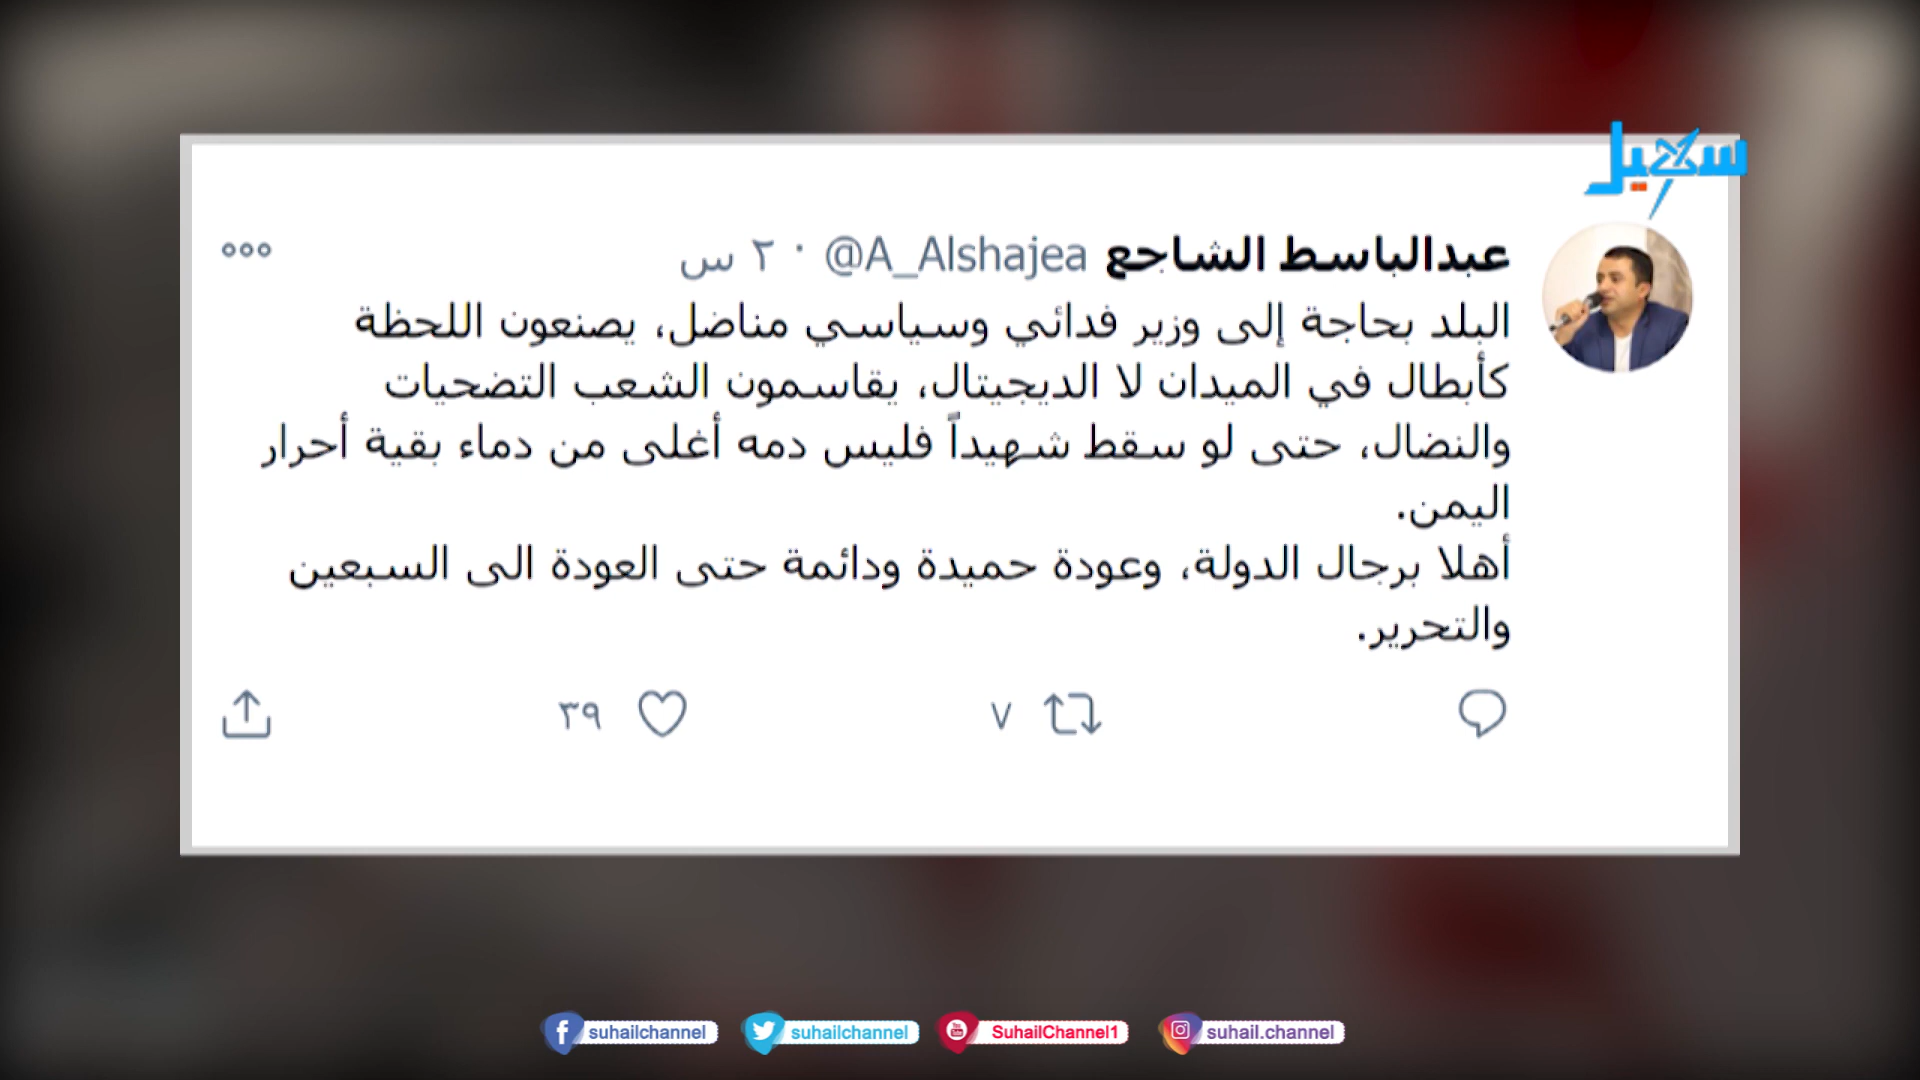 سهيل
عبدالباسط الشاجع @A_Alshajea · ٢ س
البلد بحاجة إلى وزير فدائي وسياسي مناضل، يصنعون اللحظة
كأبطال في الميدان لا الديجيتال، يقاسمون الشعب التضحيات
والنضال، حتى لو سقط شهيداً فليس دمه أغلى من دماء بقية أحرار
اليمن.
أهلا برجال الدولة، وعودة حميدة ودائمة حتى العودة الى السبعين
والتحرير.
٧ ٣٩
suhailchannel suhailchannel SuhailChannel1 suhail.channel